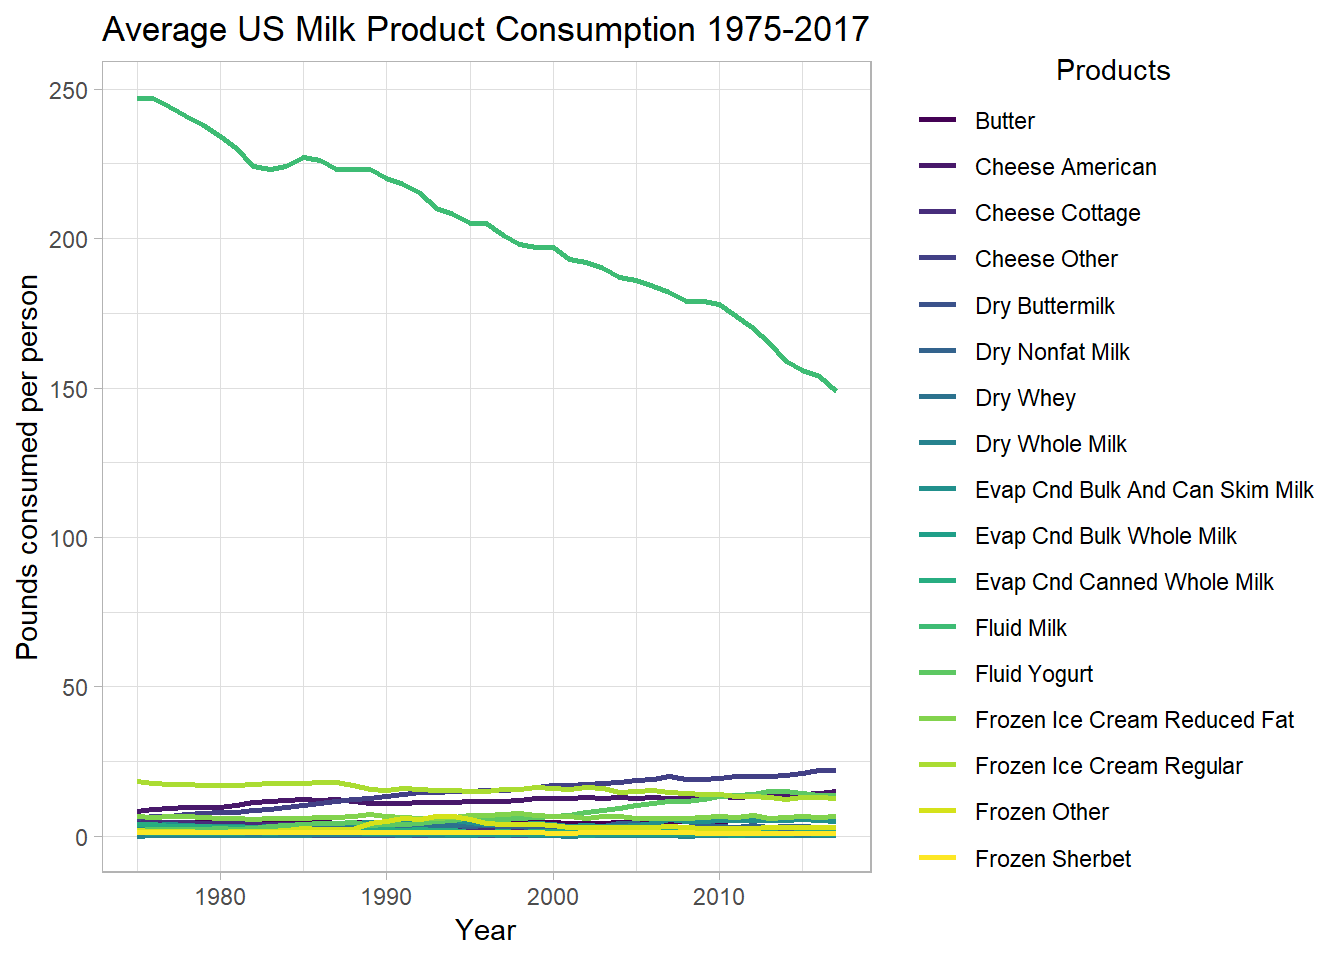 Average US Milk Product Consumption 1975-2017
Products
Butter
Cheese American
Cheese Cottage
Cheese Other
Dry Buttermilk
Dry Nonfat Milk
Dry Whey
Dry Whole Milk
Evap Cnd Bulk And Can Skim Milk
Evap Cnd Bulk Whole Milk
Evap Cnd Canned Whole Milk
Fluid Milk
Fluid Yogurt
Frozen Ice Cream Reduced Fat
Frozen Ice Cream Regular
Frozen Other
Frozen Sherbet
Pounds consumed per person
250
200
150
100
50
0
1980 1990 2000 2010
Year